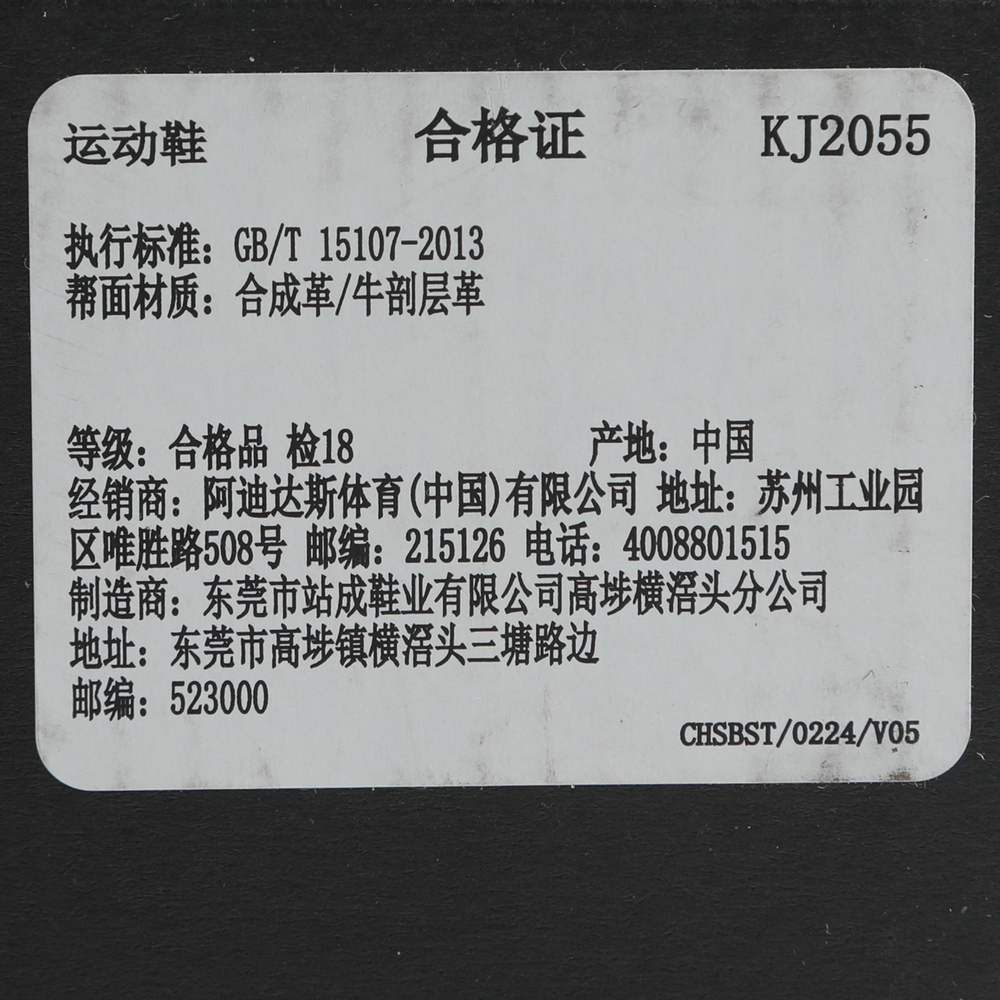 运动鞋 合格证 KJ2055
执行标准：GB/T 15107-2013
帮面材质：合成革/牛剖层革
等级：合格品 检18 产地：中国
经销商：阿迪达斯体育(中国)有限公司 地址：苏州工业园
区唯胜路508号 邮编：215126 电话：4008801515
制造商：东莞市站成鞋业有限公司高埗横滘头分公司
地址：东莞市高埗镇横滘头三塘路边
邮编：523000
CHSBST/0224/V05